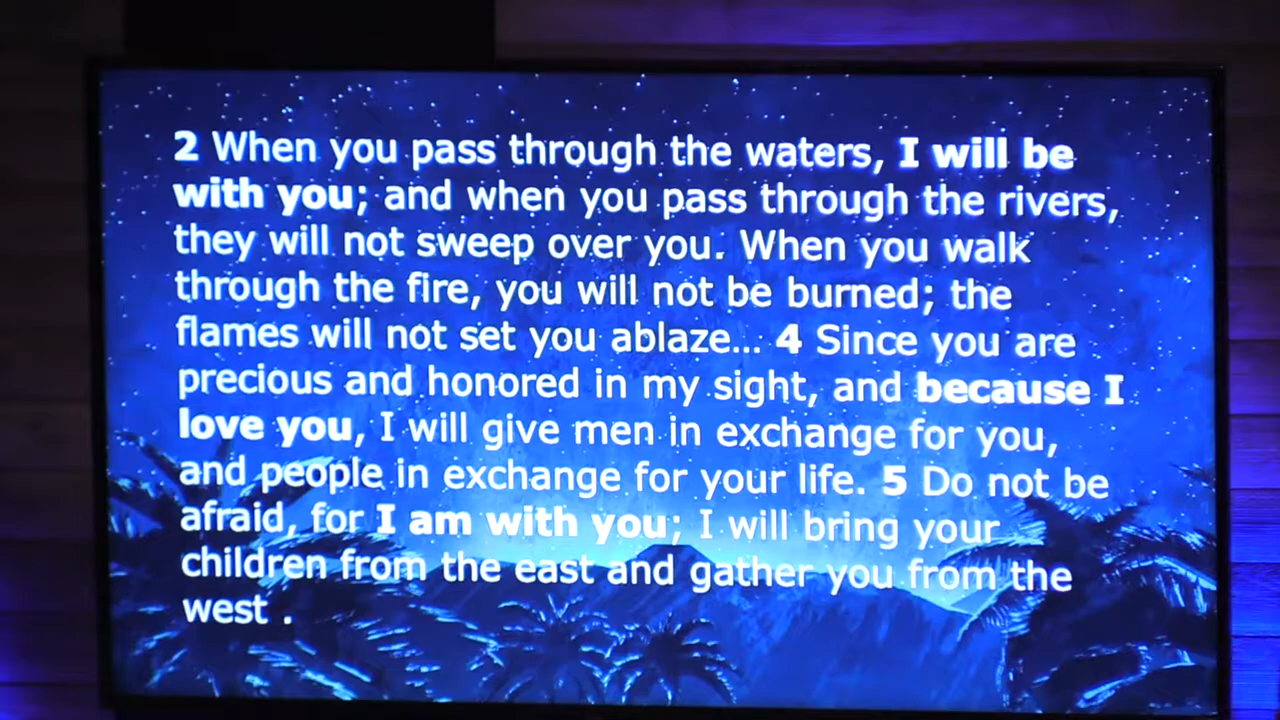 2 When you pass through the waters, I will be
with you; and when you pass through the rivers,
they will not sweep over you. When you walk
through the fire, you will not be burned; the
flames will not set you ablaze... 4 Since you are
precious and honored in my sight, and because I
love you, I will give men in exchange for you,
and people in exchange for your life. 5 Do not be
afraid, for I am with you; I will bring your
children from the east and gather you from the
west .